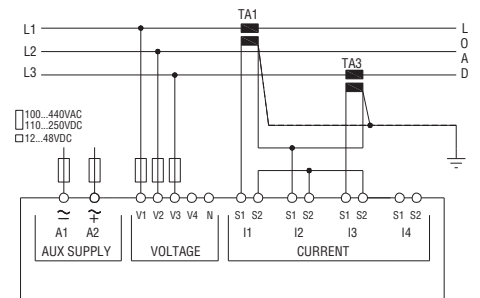 TA1
L1 L
L2 O
A
L3 TA3 D
100...440VAC
110...250VDC
12...48VDC
V1 V2 V3 V4 N S1 S2 S1 S2 S1 S2 S1 S2
A1 A2 I1 I2 I3 I4
AUX SUPPLY VOLTAGE CURRENT